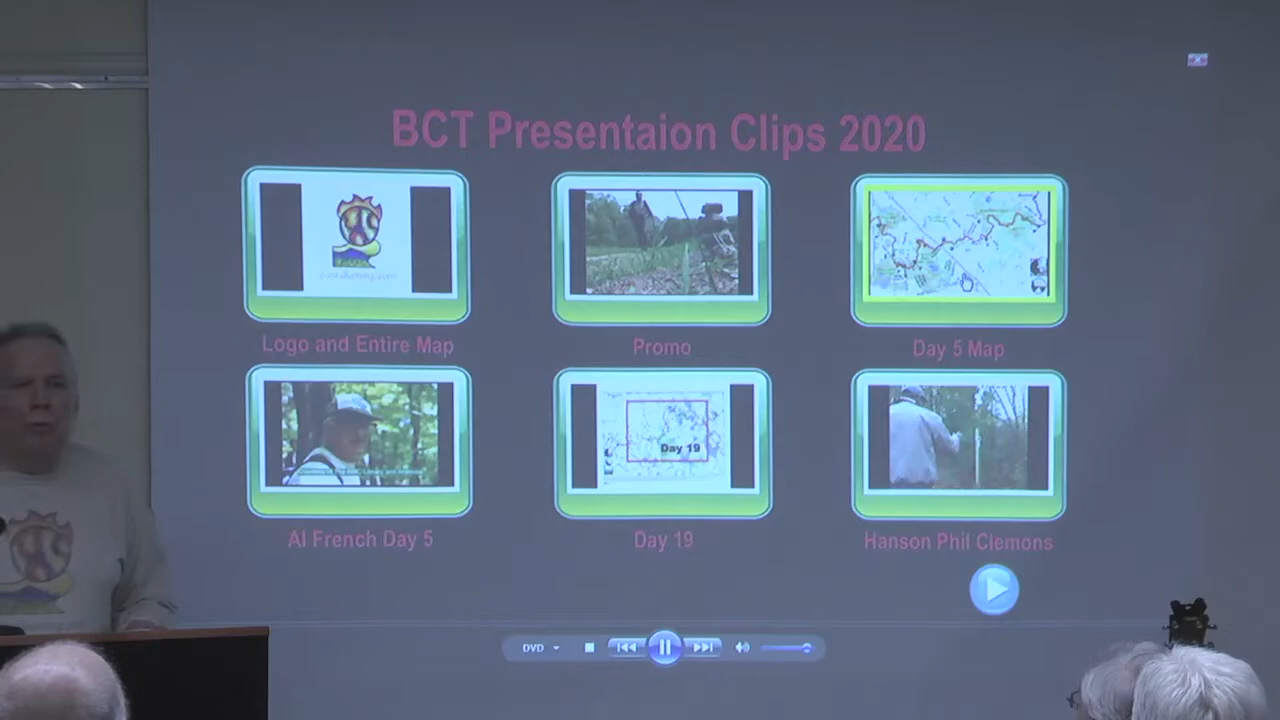 BCT Presentaion Clips 2020
Logo and Entire Map
Promo
Day 5 Map
Day 19
Al French Day 5
Day 19
Hanson Phil Clemons
DVD